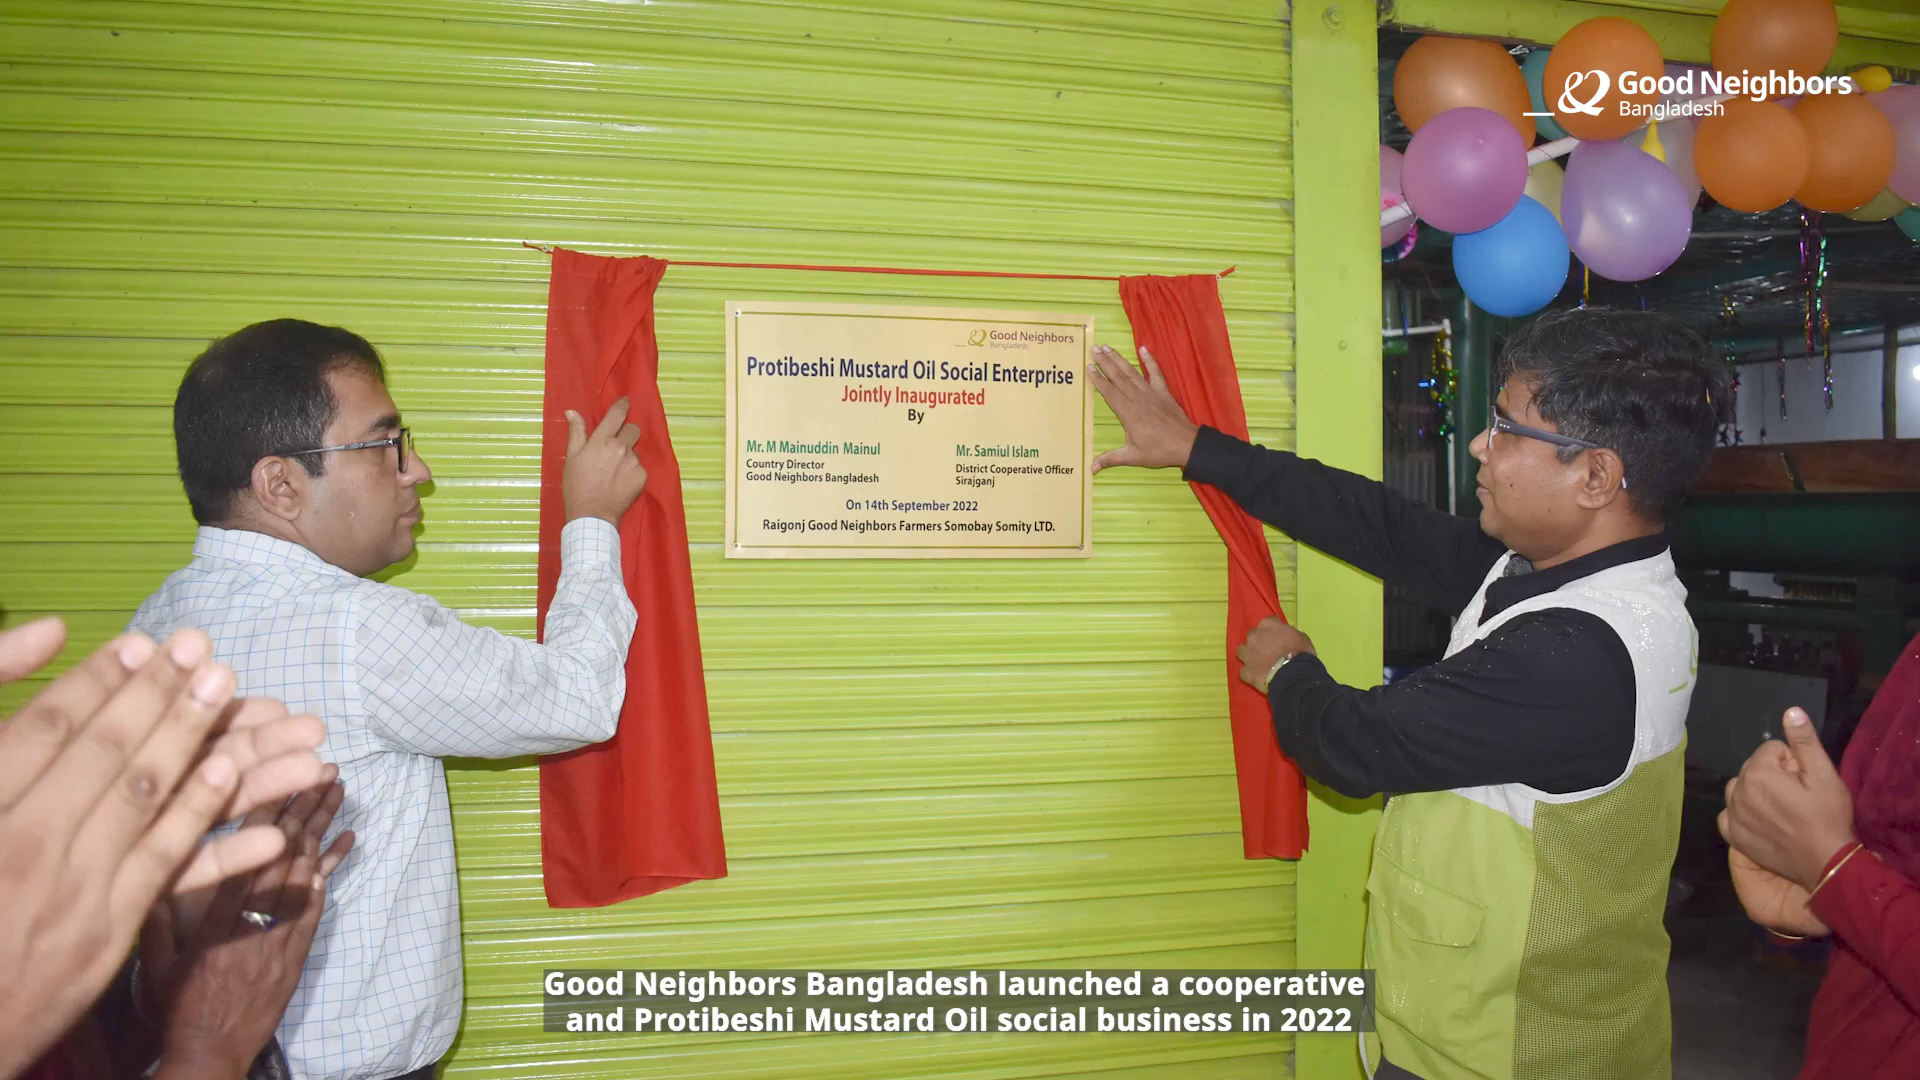 Good Neighbors
Bangladesh
Good Neighbors
Bangladesh
Protibeshi Mustard Oil Social Enterprise
Jointly Inaugurated
By
Mr. M Mainuddin Mainul
Country Director
Good Neighbors Bangladesh
Mr. Samiul Islam
District Cooperative Officer
Sirajganj
On 14th September 2022
Raigonj Good Neighbors Farmers Somobay Somity LTD.
Good Neighbors Bangladesh launched a cooperative
and Protibeshi Mustard Oil social business in 2022